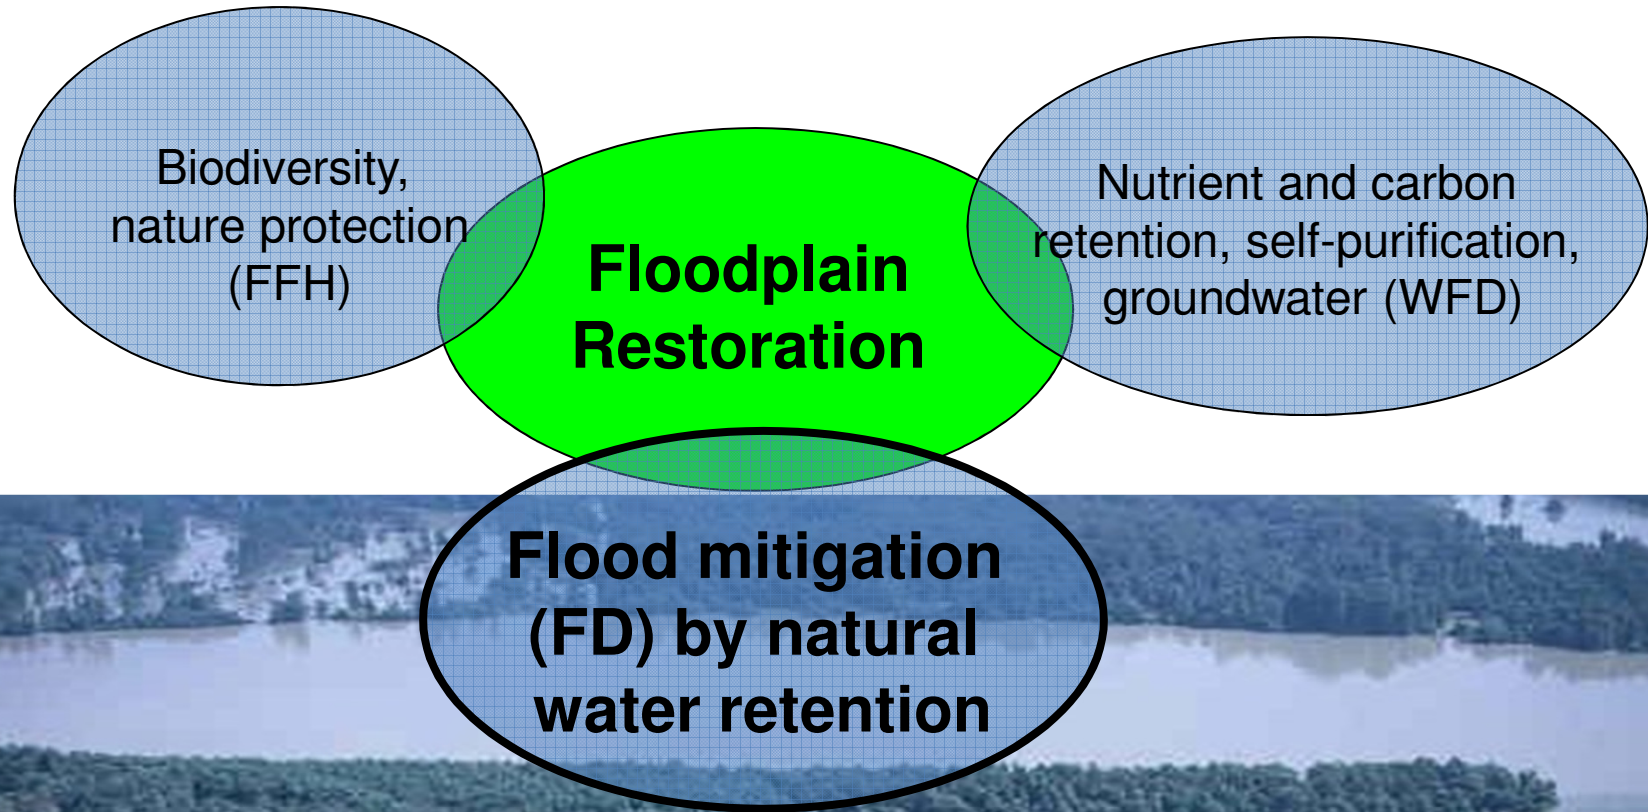 Biodiversity,
nature protection
(FFH)
Floodplain
Restoration
Nutrient and carbon
retention, self-purification,
groundwater (WFD)
Flood mitigation
(FD) by natural
water retention